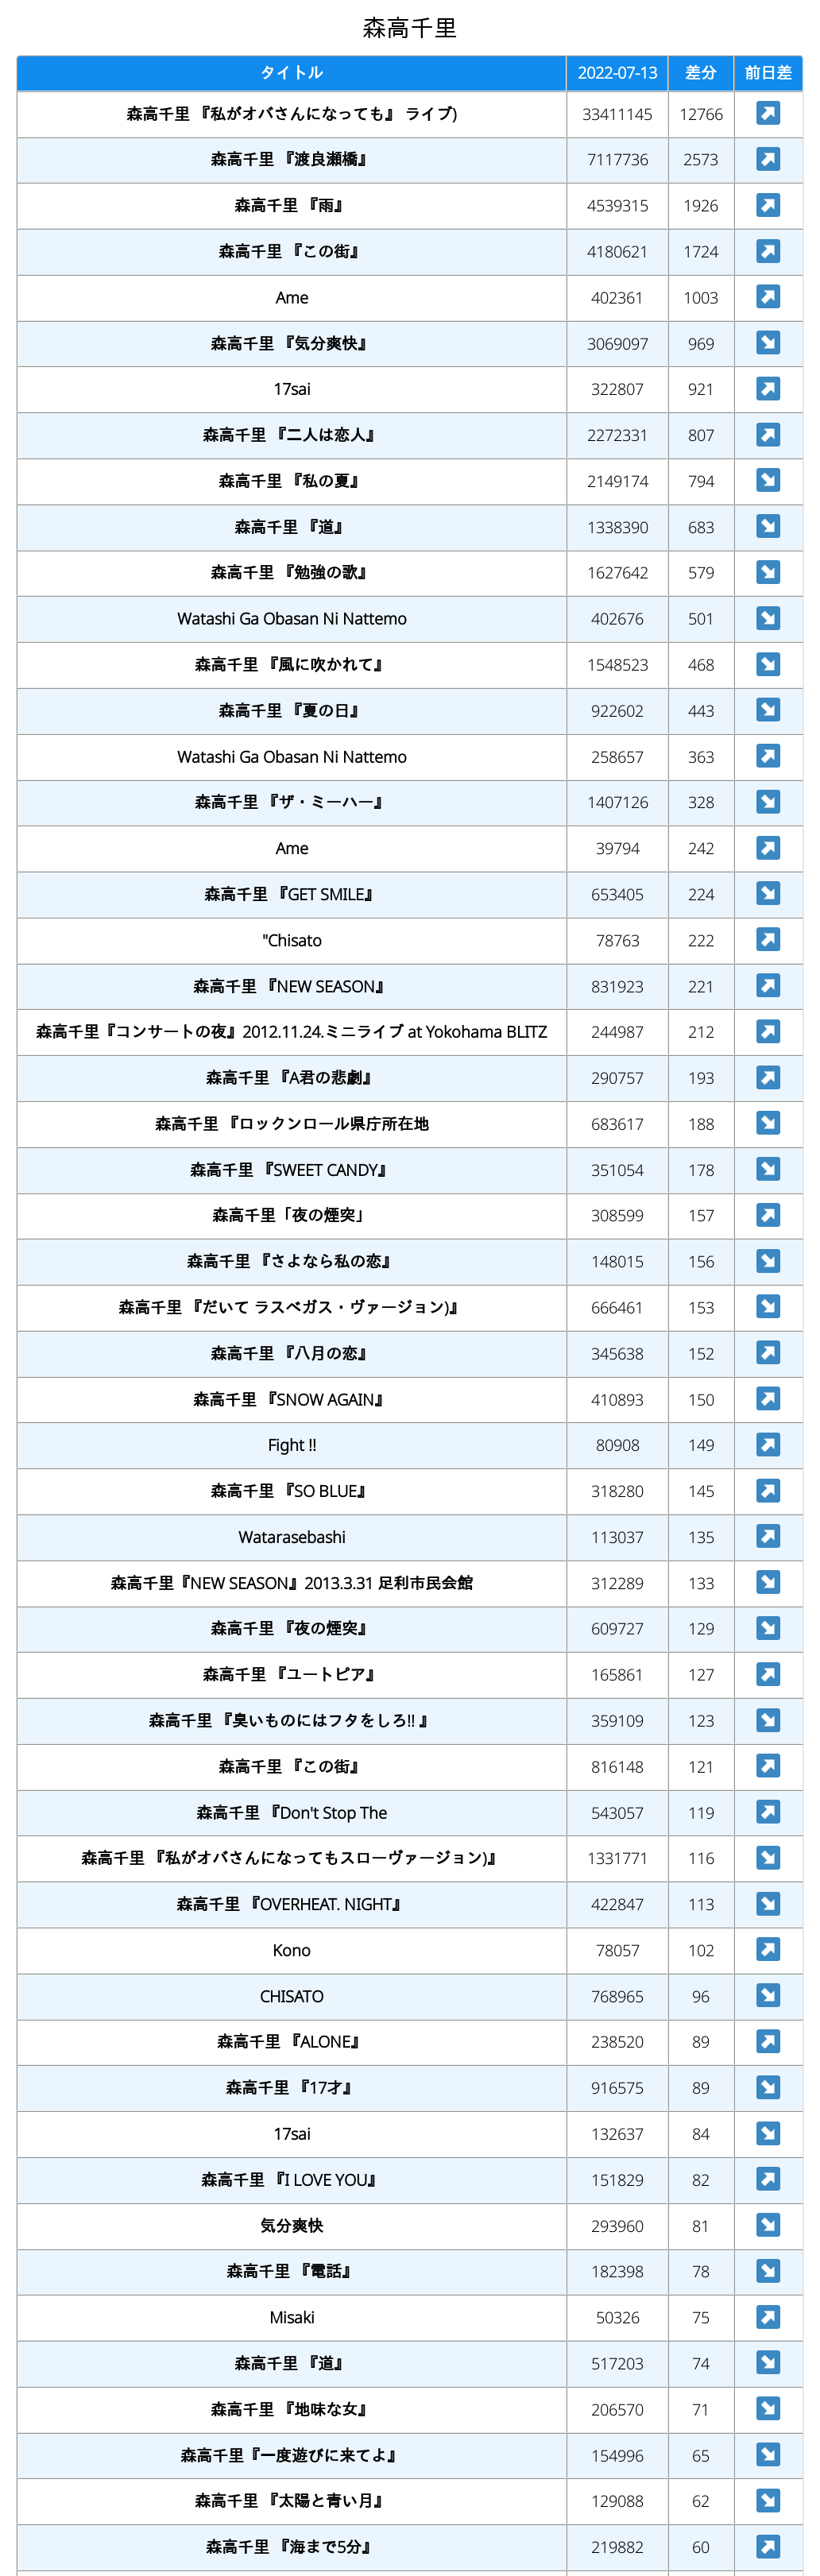 森高千里
タイトル 2022-07-13 差分 前日差
森高千里 『私がオバさんになっても』 ライブ) 33411145 12766
森高千里 『渡良瀬橋』 7117736 2573
森高千里 『雨』 4539315 1926
森高千里 『この街』 4180621 1724
Ame 402361 1003
森高千里 『気分爽快』 3069097 969
17sai 322807 921
森高千里 『二人は恋人』 2272331 807
森高千里 『私の夏』 2149174 794
森高千里 『道』 1338390 683
森高千里 『勉強の歌』 1627642 579
Watashi Ga Obasan Ni Nattemo 402676 501
森高千里 『風に吹かれて』 1548523 468
森高千里 『夏の日』 922602 443
Watashi Ga Obasan Ni Nattemo 258657 363
森高千里 『ザ・ミーハー』 1407126 328
Ame 39794 242
森高千里 『GET SMILE』 653405 224
"Chisato 78763 222
森高千里 『NEW SEASON』 831923 221
森高千里『コンサートの夜』2012.11.24.ミニライブ at Yokohama BLITZ 244987 212
森高千里 『A君の悲劇』 290757 193
森高千里 『ロックンロール県庁所在地 683617 188
森高千里 『SWEET CANDY』 351054 178
森高千里「夜の煙突」 308599 157
森高千里 『さよなら私の恋』 148015 156
森高千里 『だいて ラスベガス・ヴァージョン)』 666461 153
森高千里 『八月の恋』 345638 152
森高千里 『SNOW AGAIN』 410893 150
Fight !! 80908 149
森高千里 『SO BLUE』 318280 145
Watarasebashi 113037 135
森高千里『NEW SEASON』2013.3.31 足利市民会館 312289 133
森高千里 『夜の煙突』 609727 129
森高千里 『ユートピア』 165861 127
森高千里 『臭いものにはフタをしろ!! 』 359109 123
森高千里 『この街』 816148 121
森高千里 『Don't Stop The 543057 119
森高千里 『私がオバさんになってもスローヴァージョン)』 1331771 116
森高千里 『OVERHEAT. NIGHT』 422847 113
Kono 78057 102
CHISATO 768965 96
森高千里 『ALONE』 238520 89
森高千里 『17才』 916575 89
17sai 132637 84
森高千里 『I LOVE YOU』 151829 82
気分爽快 293960 81
森高千里 『電話』 182398 78
Misaki 50326 75
森高千里 『道』 517203 74
森高千里 『地味な女』 206570 71
森高千里『一度遊びに来てよ』 154996 65
森高千里 『太陽と青い月』 129088 62
森高千里 『海まで5分』 219882 60